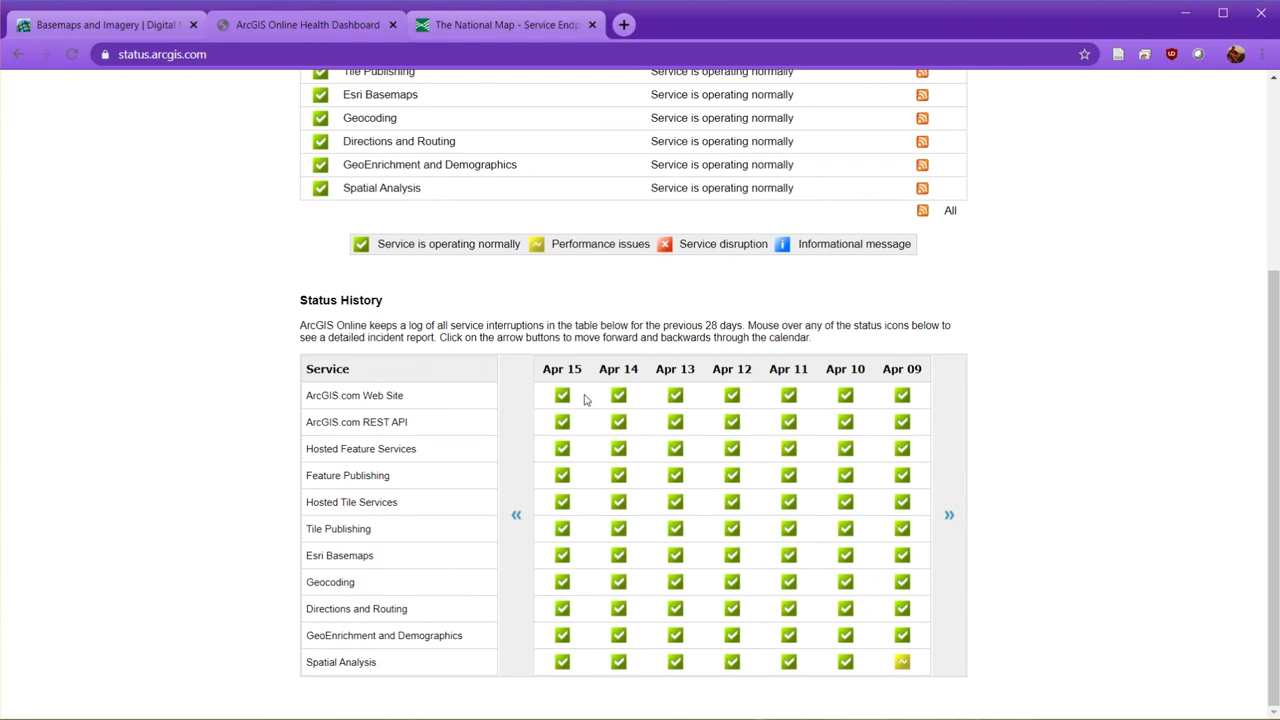 Basemaps and Imagery | Digital
ArcGIS Online Health Dashboard
The National Map - Service Endp
status.arcgis.com
Tile Publishing Service is operating normally
Esri Basemaps Service is operating normally
Geocoding Service is operating normally
Directions and Routing Service is operating normally
GeoEnrichment and Demographics Service is operating normally
Spatial Analysis Service is operating normally
All
Service is operating normally Performance issues Service disruption Informational message
Status History
ArcGIS Online keeps a log of all service interruptions in the table below for the previous 28 days. Mouse over any of the status icons below to
see a detailed incident report. Click on the arrow buttons to move forward and backwards through the calendar.
Service Apr 15 Apr 14 Apr 13 Apr 12 Apr 11 Apr 10 Apr 09
ArcGIS.com Web Site
ArcGIS.com REST API
Hosted Feature Services
Feature Publishing
Hosted Tile Services
« »
Tile Publishing
Esri Basemaps
Geocoding
Directions and Routing
GeoEnrichment and Demographics
Spatial Analysis